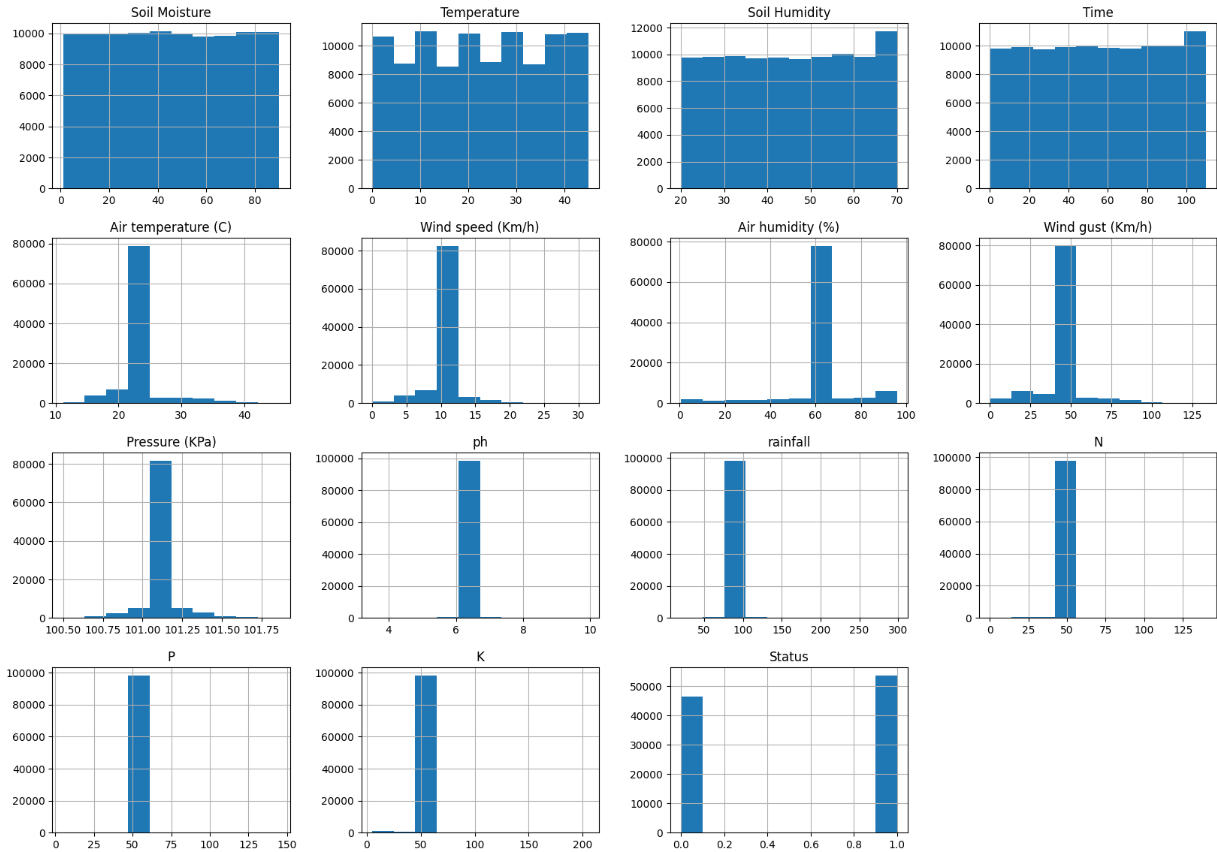 Soil Moisture
10000
8000
6000
4000
2000
0
0 20 40 60 80
Temperature
10000
8000
6000
4000
2000
0
0 10 20 30 40
Soil Humidity
12000
10000
8000
6000
4000
2000
0
20 30 40 50 60 70
Time
10000
8000
6000
4000
2000
0
0 20 40 60 80 100
Air temperature (C)
80000
60000
40000
20000
0
10 20 30 40
Wind speed (Km/h)
80000
60000
40000
20000
0
0 5 10 15 20 25 30
Air humidity (%)
80000
60000
40000
20000
0
0 20 40 60 80 100
Wind gust (Km/h)
80000
60000
40000
20000
0
0 25 50 75 100 125
Pressure (KPa)
80000
60000
40000
20000
0
100.50 100.75 101.00 101.25 101.50 101.75
ph
100000
80000
60000
40000
20000
0
4 6 8 10
rainfall
100000
80000
60000
40000
20000
0
50 100 150 200 250 300
N
100000
80000
60000
40000
20000
0
0 25 50 75 100 125
P
100000
80000
60000
40000
20000
0
0 25 50 75 100 125 150
K
100000
80000
60000
40000
20000
0
0 50 100 150 200
Status
50000
40000
30000
20000
10000
0
0.0 0.2 0.4 0.6 0.8 1.0